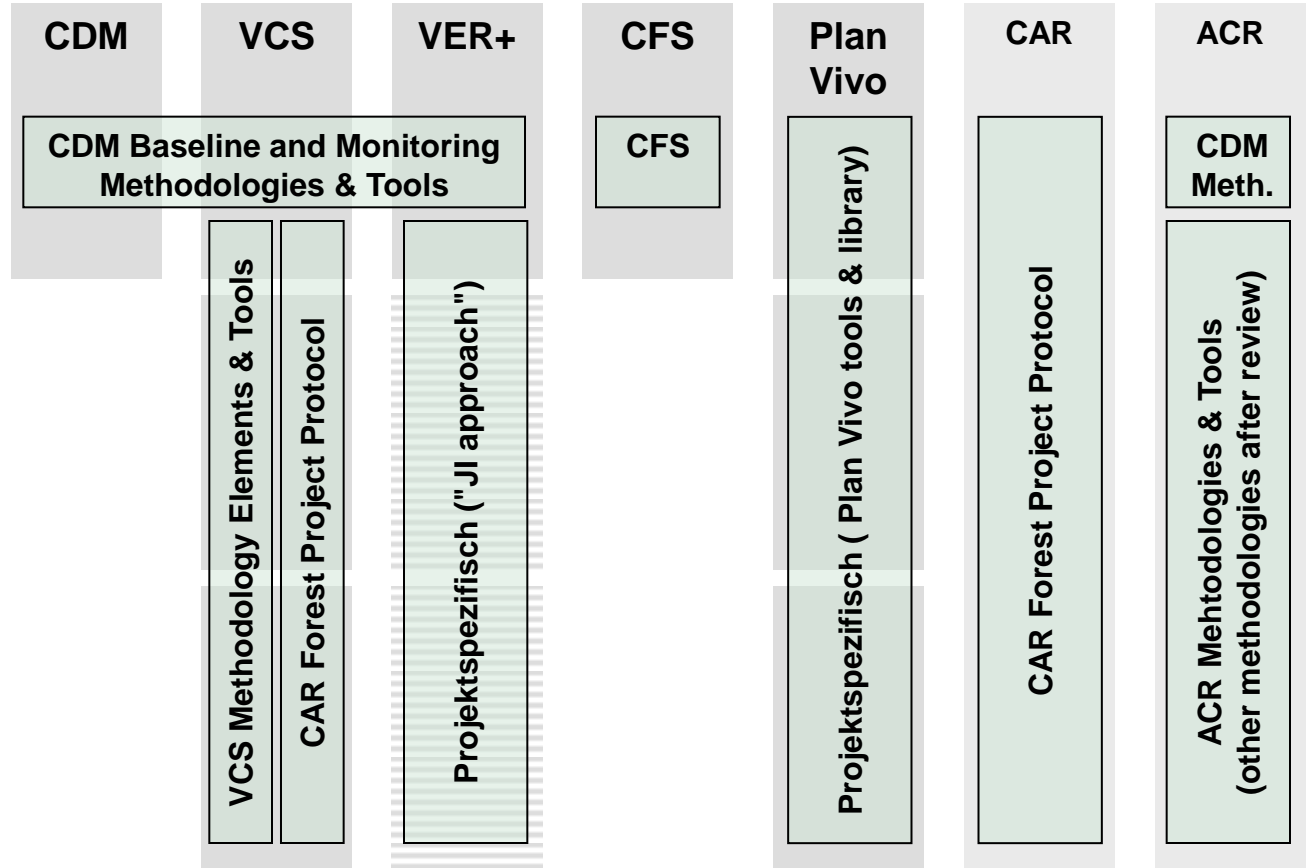 CDM
VCS
VER+
CFS
Plan
Vivo
CAR
ACR
CDM Baseline and Monitoring
Methodologies & Tools
CFS
CDM
Meth.
VCS Methodology Elements & Tools
CAR Forest Project Protocol
Projektspezifisch ("JI approach")
Projektspezifisch ( Plan Vivo tools & library)
CAR Forest Project Protocol
ACR Mehtodologies & Tools
(other methodologies after review)